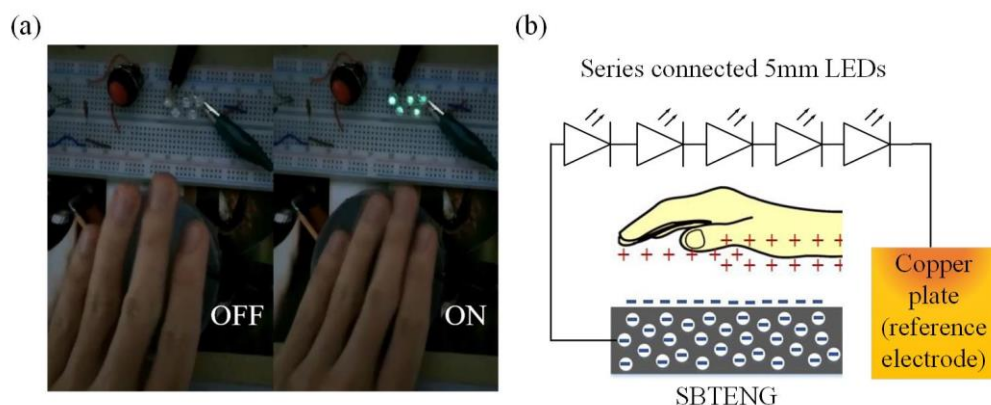 (a)
OFF
ON
(b)
Series connected 5mm LEDs
Copper
plate
(reference
electrode)
SBTENG